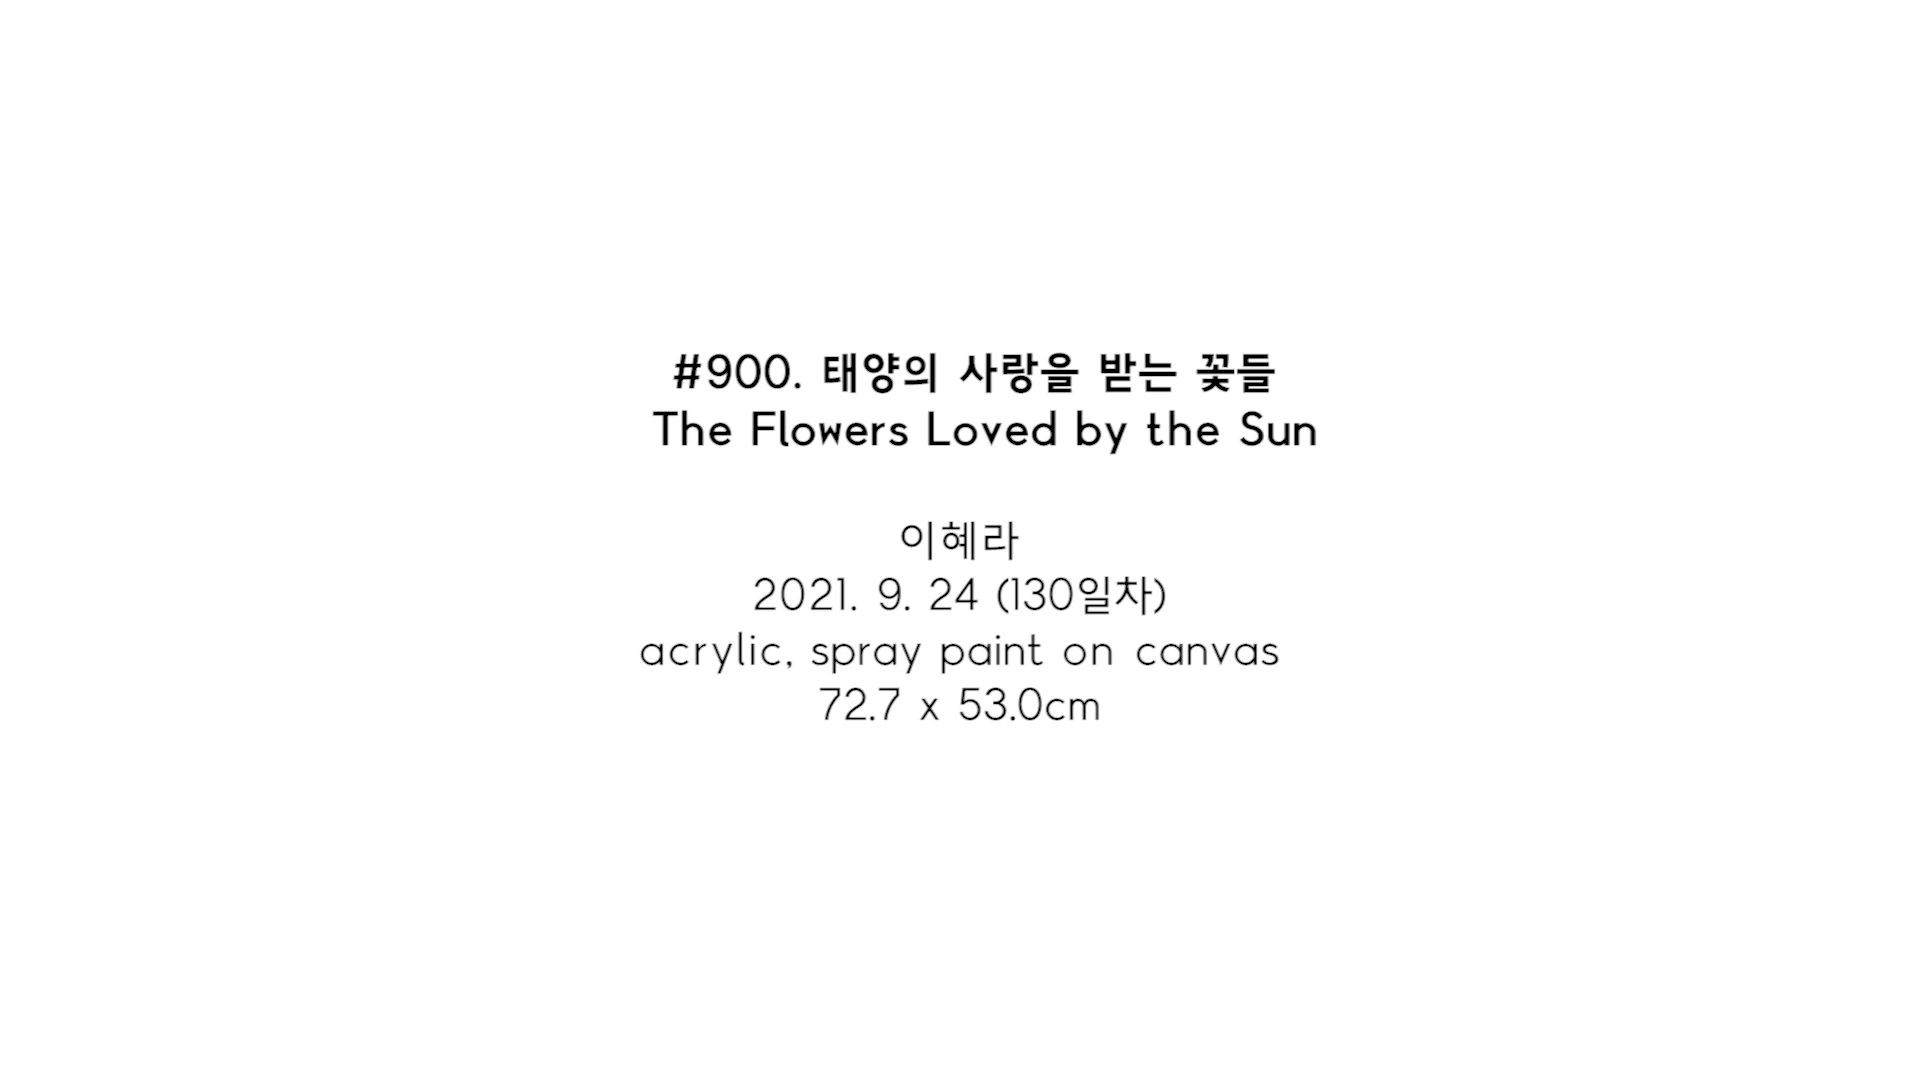 #900. 태양의 사랑을 받는 꽃들
The Flowers Loved by the Sun
이혜라
2021. 9. 24 (130일차)
acrylic, spray paint on canvas
72.7 x 53.0cm